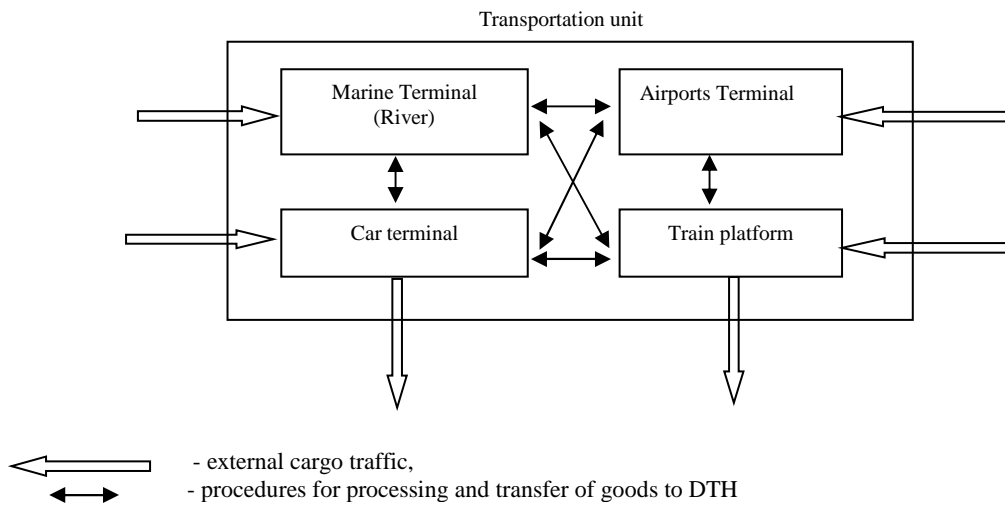 Transportation unit
Marine Terminal
(River)
Airports Terminal
Car terminal
Train platform
- external cargo traffic,
- procedures for processing and transfer of goods to DTH